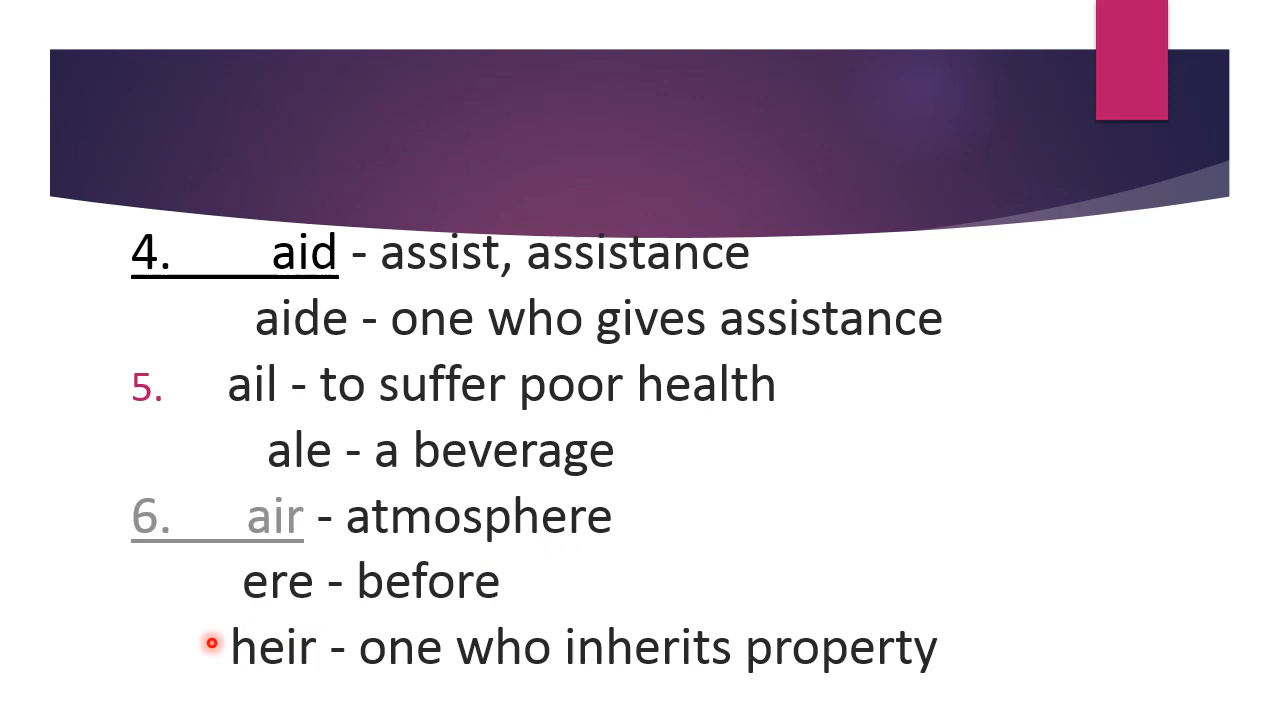 4. aid - assist, assistance
aide - one who gives assistance
5. ail - to suffer poor health
ale - a beverage
6. air - atmosphere
ere - before
heir - one who inherits property